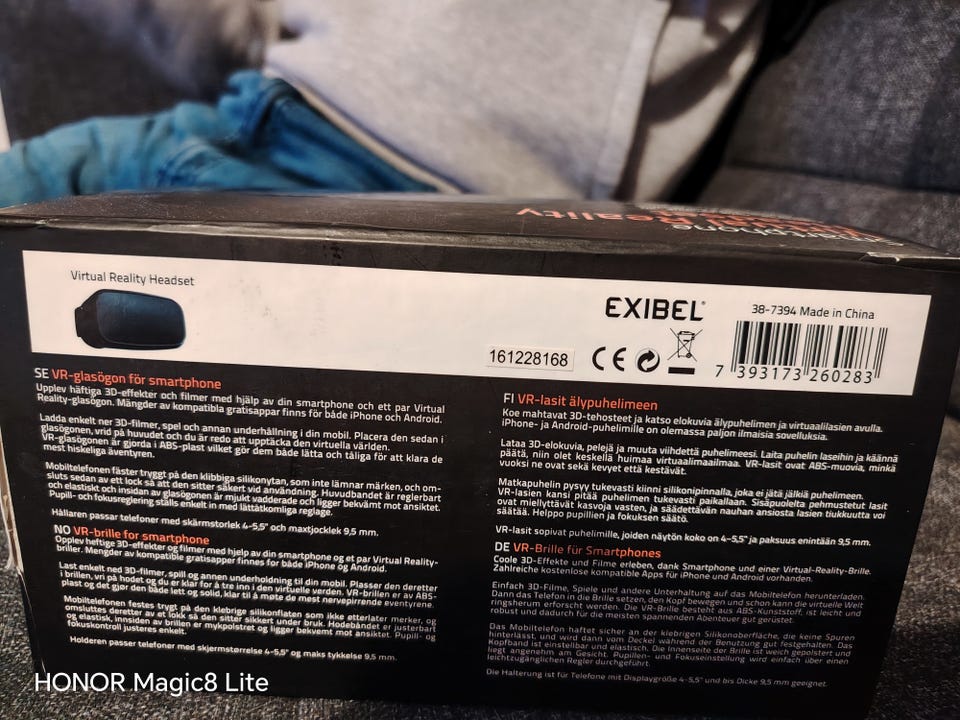 Smartphone
Virtual Reality
Virtual Reality Headset
EXIBEL®
38-7394 Made in China
161228168
CE
7 393173 260283
SE VR-glasögon för smartphone
Upplev häftiga 3D-effekter och filmer med hjälp av din smartphone och ett par Virtual
Reality-glasögon. Mängder av kompatibla gratisappar finns för både iPhone och Android.
Ladda enkelt ner 3D-filmer, spel och annan underhållning i din mobil. Placera den sedan i
glasögonen, vrid på huvudet och du är redo att upptäcka den virtuella världen.
VR-glasögonen är gjorda i ABS-plast vilket gör dem både lätta och tåliga för att klara de
mest hiskeliga äventyren.
Mobiltelefonen fäster tryggt på den klibbiga silikonytan, som inte lämnar märken, och om-
sluts sedan av ett lock så att den sitter säkert vid användning. Huvudbandet är reglerbart
och elastiskt och insidan av glasögonen är mjukt vadderade och ligger bekvämt mot ansiktet.
Pupill- och fokusreglering ställs enkelt in med lättåtkomliga reglage.
Hållaren passar telefoner med skärmstorlek 4-5,5" och maxtjocklek 9,5 mm.
NO VR-brille for smartphone
Opplev heftige 3D-effekter og filmer med hjelp av din smartphone og et par Virtual Reality-
briller. Mengder av kompatible gratisapper finnes for både iPhone og Android.
Last enkelt ned 3D-filmer, spill og annen underholdning til din mobil. Plasser den deretter
i brillen, vri på hodet og du er klar for å tre inn i den virtuelle verden. VR-brillen er av ABS-
plast og det gjør den både lett og solid, klar til å møte de mest nervepirrende eventyrene.
Mobiltelefonen festes trygt på den klebrige silikonflaten som ikke etterlater merker, og
omsluttes deretter av et lokk så den sitter sikkert under bruk. Hodebåndet er justerbart
og elastisk, innsiden av brillen er mykpolstret og ligger bekvemt mot ansiktet. Pupill- og
fokuskontroll justeres enkelt.
Holderen passer telefoner med skjermstørrelse 4-5,5" og maks tykkelse 9,5 mm.
FI VR-lasit älypuhelimeen
Koe mahtavat 3D-tehosteet ja katso elokuvia älypuhelimen ja virtuaalilasien avulla.
iPhone- ja Android-puhelimille on olemassa paljon ilmaisia sovelluksia.
Lataa 3D-elokuvia, pelejä ja muuta viihdettä puhelimeesi. Laita puhelin laseihin ja käännä
päätä, niin olet keskellä huimaa virtuaalimaailmaa. VR-lasit ovat ABS-muovia, minkä
vuoksi ne ovat sekä kevyet että kestävät.
Matkapuhelin pysyy tukevasti kiinni silikonipinnalla, joka ei jätä jälkiä puhelimeen.
VR-lasien kansi pitää puhelimen tukevasti paikallaan. Sisäpuolelta pehmustetut lasit
ovat miellyttävät kasvoja vasten, ja säädettävän nauhan ansiosta lasien tiukkuutta voi
säätää. Helppo pupillien ja fokuksen säätö.
VR-lasit sopivat puhelimille, joiden näytön koko on 4-5,5" ja paksuus enintään 9,5 mm.
DE VR-Brille für Smartphones
Coole 3D-Effekte und Filme erleben, dank Smartphone und einer Virtual-Reality-Brille.
Zahlreiche kostenlose kompatible Apps für iPhone und Android vorhanden.
Einfach 3D-Filme, Spiele und andere Unterhaltung auf das Mobiltelefon herunterladen.
Dann das Telefon in die Brille setzen, den Kopf bewegen und schon kann die virtuelle Welt
ringsherum erforscht werden. Die VR-Brille besteht aus ABS-Kunststoff, ist leicht und
robust und dadurch für die meisten spannenden Abenteuer gut gerüstet.
Das Mobiltelefon haftet sicher an der klebrigen Silikonoberfläche, die keine Spuren
hinterlässt, und wird dann vom Deckel während der Benutzung gut festgehalten. Das
Kopfband ist einstellbar und elastisch. Die Innenseite der Brille ist weich gepolstert und
liegt angenehm am Gesicht. Pupillen- und Fokuseinstellung wird einfach über einen
leichtzugänglichen Regler durchgeführt.
Die Halterung ist für Telefone mit Displaygröße 4-5,5" und bis Dicke 9,5 mm geeignet.
HONOR Magic8 Lite